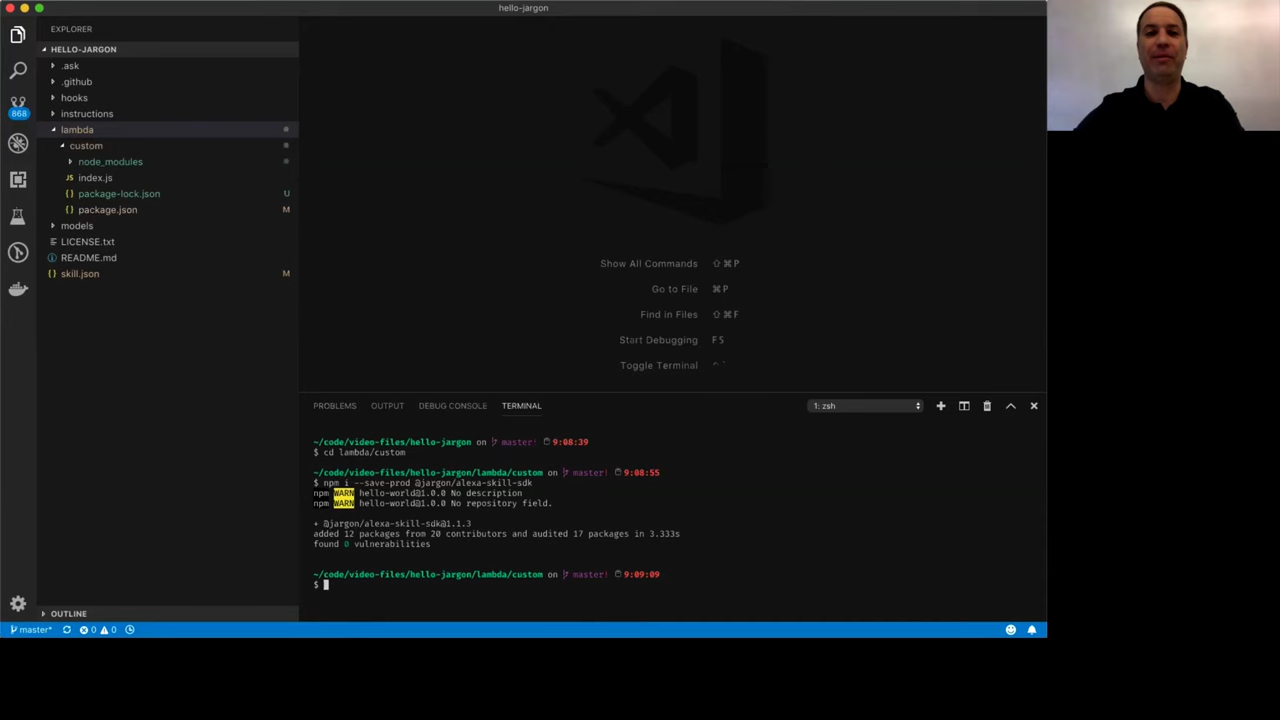 hello-jargon
EXPLORER
HELLO-JARGON
.ask
.github
hooks
868
instructions
lambda
custom
node_modules
JS index.js
{} package-lock.json U
{} package.json M
models
LICENSE.txt
README.md
{} skill.json M
Show All Commands ⇧⌘P
Go to File ⌘P
Find in Files ⇧⌘F
Start Debugging F5
Toggle Terminal ⌃`
PROBLEMS OUTPUT DEBUG CONSOLE TERMINAL 1: zsh
~/code/video-files/hello-jargon on master! 9:08:39
$ cd lambda/custom
~/code/video-files/hello-jargon/lambda/custom on master! 9:08:55
$ npm i --save-prod @jargon/alexa-skill-sdk
npm WARN hello-world@1.0.0 No description
npm WARN hello-world@1.0.0 No repository field.
+ @jargon/alexa-skill-sdk@1.1.3
added 12 packages from 20 contributors and audited 17 packages in 3.333s
found 0 vulnerabilities
~/code/video-files/hello-jargon/lambda/custom on master! 9:09:09
$
OUTLINE
master* 0 0